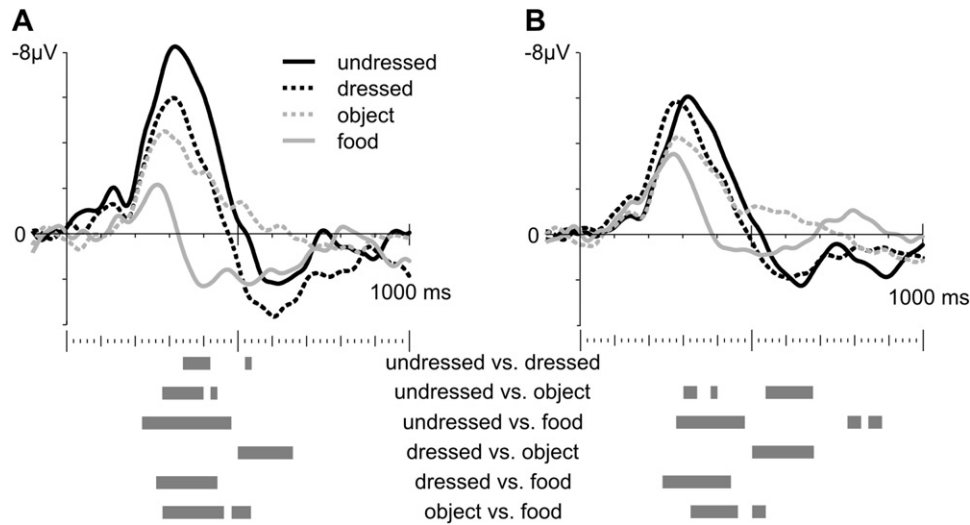 A
B
-8µV
-8µV
undressed
dressed
object
food
0
0
1000 ms
1000 ms
undressed vs. dressed
undressed vs. object
undressed vs. food
dressed vs. object
dressed vs. food
object vs. food